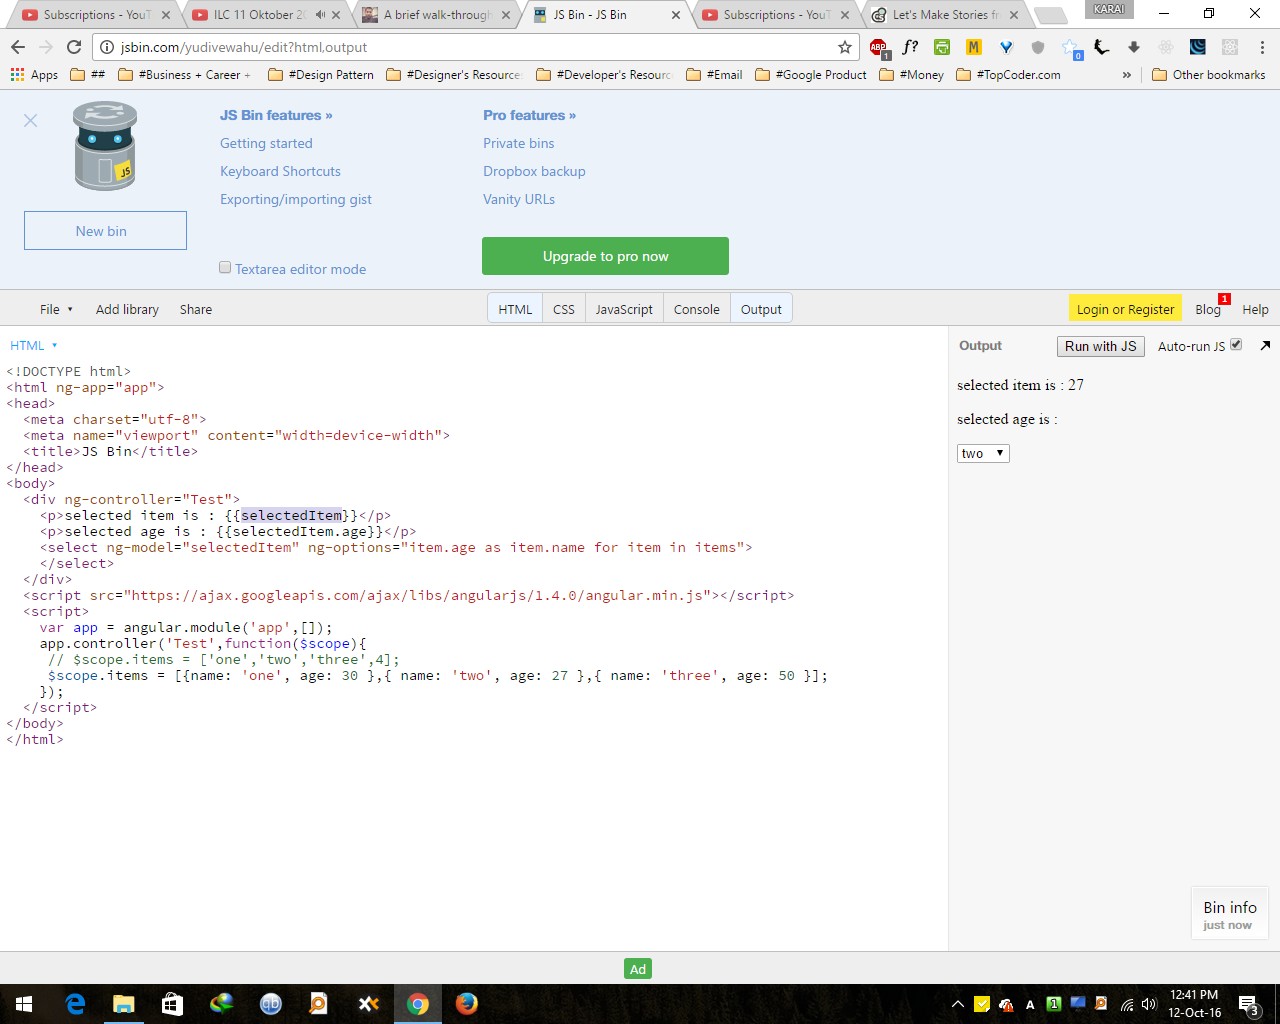 Subscriptions - YouT
ILC 11 Oktober 20
A brief walk-through
JS Bin - JS Bin
Subscriptions - YouT
Let's Make Stories fr
KARAI
jsbin.com/yudivewahu/edit?html,output
ABP
1
f?
M
0
Apps
##
#Business + Career +
#Design Pattern
#Designer's Resource
#Developer's Resourc
#Email
#Google Product
#Money
#TopCoder.com
»
Other bookmarks
JS
New bin
JS Bin features »
Getting started
Keyboard Shortcuts
Exporting/importing gist
Textarea editor mode
Pro features »
Private bins
Dropbox backup
Vanity URLs
Upgrade to pro now
File
Add library
Share
HTML
CSS
JavaScript
Console
Output
Login or Register
Blog
1
Help
HTML
<!DOCTYPE html>
<html ng-app="app">
<head>
  <meta charset="utf-8">
  <meta name="viewport" content="width=device-width">
  <title>JS Bin</title>
</head>
<body>
  <div ng-controller="Test">
    <p>selected item is : {{selectedItem}}</p>
    <p>selected age is : {{selectedItem.age}}</p>
    <select ng-model="selectedItem" ng-options="item.age as item.name for item in items">
    </select>
  </div>
  <script src="https://ajax.googleapis.com/ajax/libs/angularjs/1.4.0/angular.min.js"></script>
  <script>
    var app = angular.module('app',[]);
    app.controller('Test',function($scope){
     // $scope.items = ['one','two','three',4];
     $scope.items = [{name: 'one', age: 30 },{ name: 'two', age: 27 },{ name: 'three', age: 50 }];
    });
  </script>
</body>
</html>
Output
Run with JS
Auto-run JS
selected item is : 27
selected age is :
two
Bin info
just now
Ad
qb
A
1
12:41 PM
12-Oct-16
3